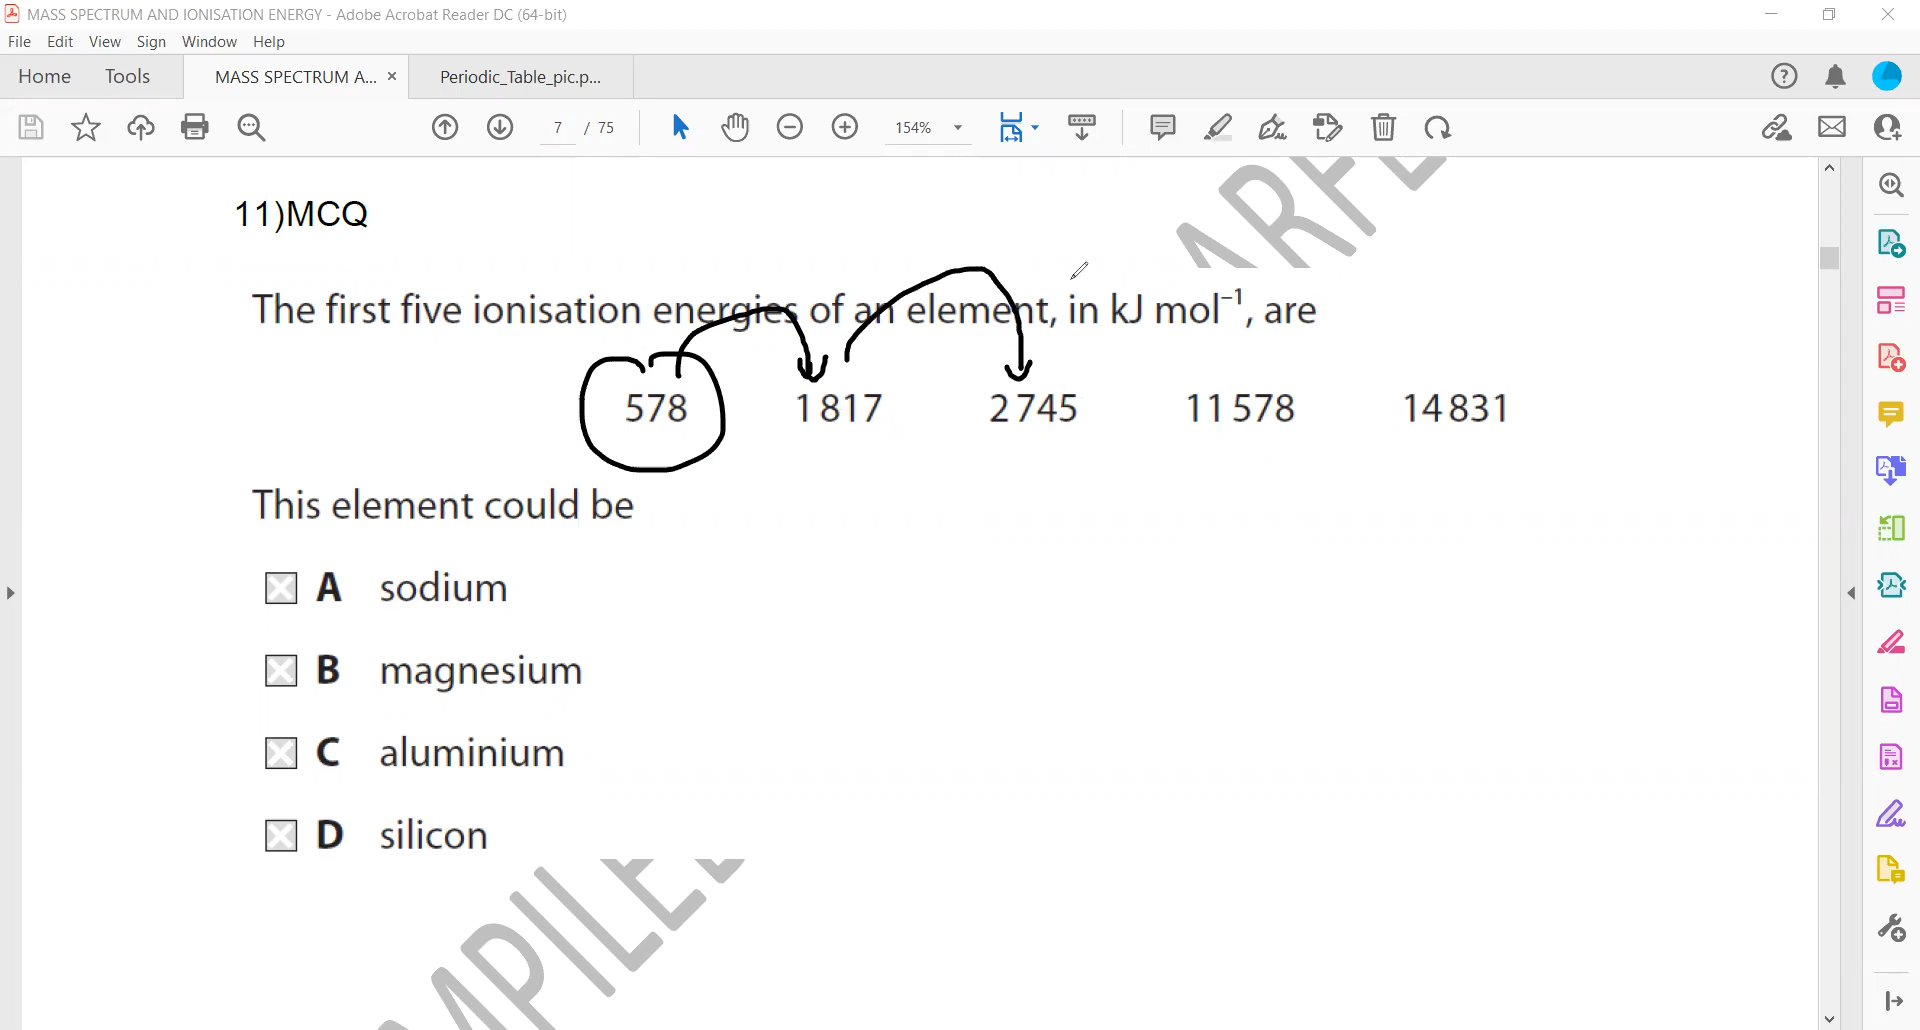 MASS SPECTRUM AND IONISATION ENERGY - Adobe Acrobat Reader DC (64-bit)
File Edit View Sign Window Help
Home Tools MASS SPECTRUM A... × Periodic_Table_pic.p...
7 / 75 154%
11)MCQ
The first five ionisation energies of an element, in kJ mol⁻¹, are
578 1817 2745 11578 14831
This element could be
A sodium
B magnesium
C aluminium
D silicon